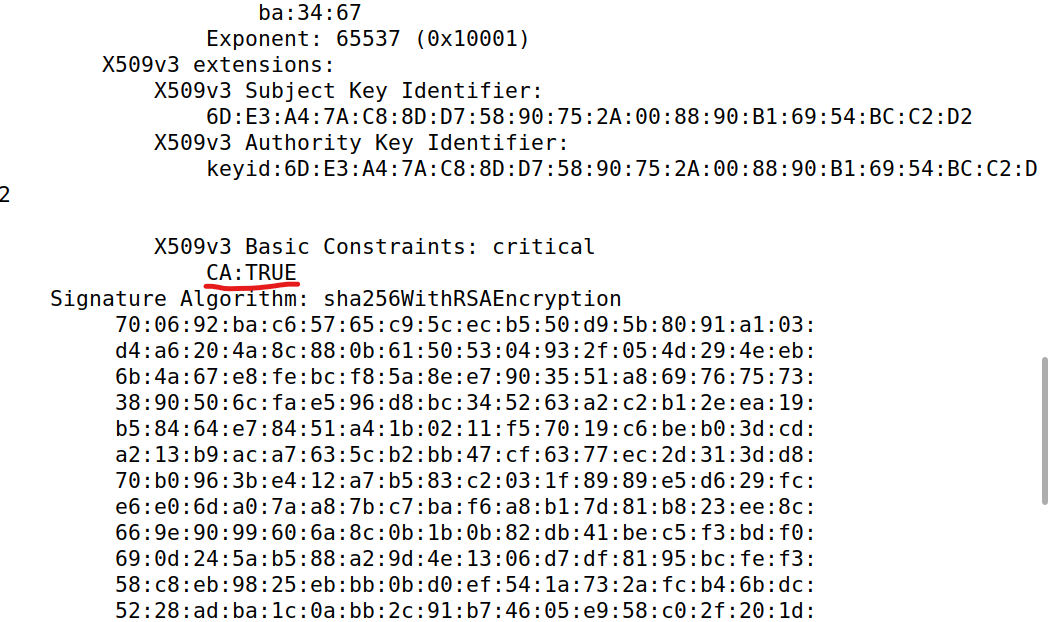 ba:34:67
Exponent: 65537 (0x10001)
X509v3 extensions:
X509v3 Subject Key Identifier:
6D:E3:A4:7A:C8:8D:D7:58:90:75:2A:00:88:90:B1:69:54:BC:C2:D2
X509v3 Authority Key Identifier:
keyid:6D:E3:A4:7A:C8:8D:D7:58:90:75:2A:00:88:90:B1:69:54:BC:C2:D
2
X509v3 Basic Constraints: critical
CA:TRUE
Signature Algorithm: sha256WithRSAEncryption
70:06:92:ba:c6:57:65:c9:5c:ec:b5:50:d9:5b:80:91:a1:03:
d4:a6:20:4a:8c:88:0b:61:50:53:04:93:2f:05:4d:29:4e:eb:
6b:4a:67:e8:fe:bc:f8:5a:8e:e7:90:35:51:a8:69:76:75:73:
38:90:50:6c:fa:e5:96:d8:bc:34:52:63:a2:c2:b1:2e:ea:19:
b5:84:64:e7:84:51:a4:1b:02:11:f5:70:19:c6:be:b0:3d:cd:
a2:13:b9:ac:a7:63:5c:b2:bb:47:cf:63:77:ec:2d:31:3d:d8:
70:b0:96:3b:e4:12:a7:b5:83:c2:03:1f:89:89:e5:d6:29:fc:
e6:e0:6d:a0:7a:a8:7b:c7:ba:f6:a8:b1:7d:81:b8:23:ee:8c:
66:9e:90:99:60:6a:8c:0b:1b:0b:82:db:41:be:c5:f3:bd:f0:
69:0d:24:5a:b5:88:a2:9d:4e:13:06:d7:df:81:95:bc:fe:f3:
58:c8:eb:98:25:eb:bb:0b:d0:ef:54:1a:73:2a:fc:b4:6b:dc:
52:28:ad:ba:1c:0a:bb:2c:91:b7:46:05:e9:58:c0:2f:20:1d: